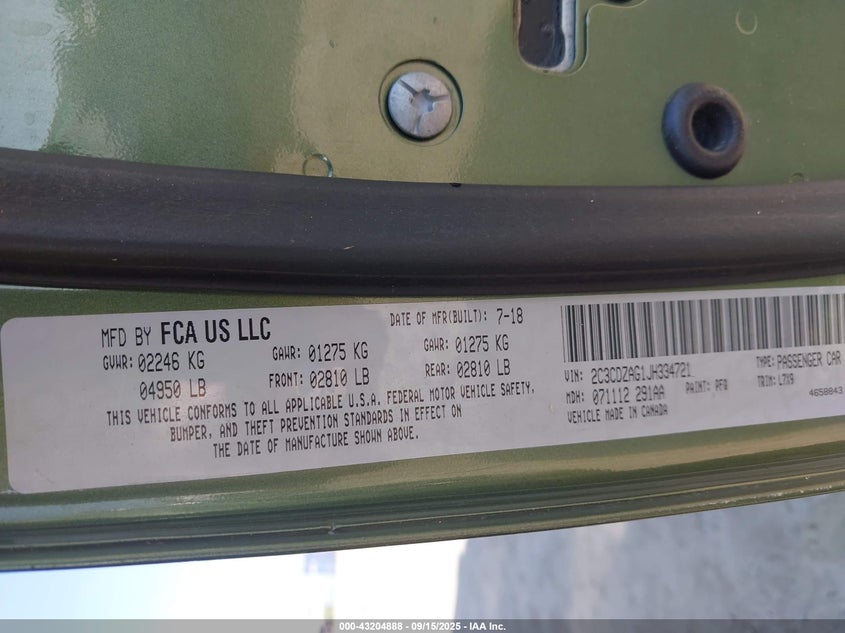 MFD BY FCA US LLC
DATE OF MFR(BUILT): 7-18
GVWR: 02246 KG
GAWR: 01275 KG
GAWR: 01275 KG
04950 LB
FRONT: 02810 LB
REAR: 02810 LB
THIS VEHICLE CONFORMS TO ALL APPLICABLE U.S.A. FEDERAL MOTOR VEHICLE SAFETY,
BUMPER, AND THEFT PREVENTION STANDARDS IN EFFECT ON
THE DATE OF MANUFACTURE SHOWN ABOVE.
VIN: 2C3CDZAG1JH334721
TYPE: PASSENGER CAR
MDH: 071112 291AA
PAINT: PFQ
TRIM: L7X9
VEHICLE MADE IN CANADA
4658843
000-43204888 - 09/15/2025 - IAA Inc.